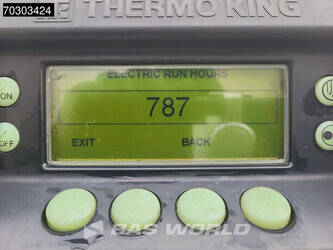 70303424
THERMO KING
ELECTRIC RUN HOURS
787
EXIT BACK
ON
OFF
BAS WORLD